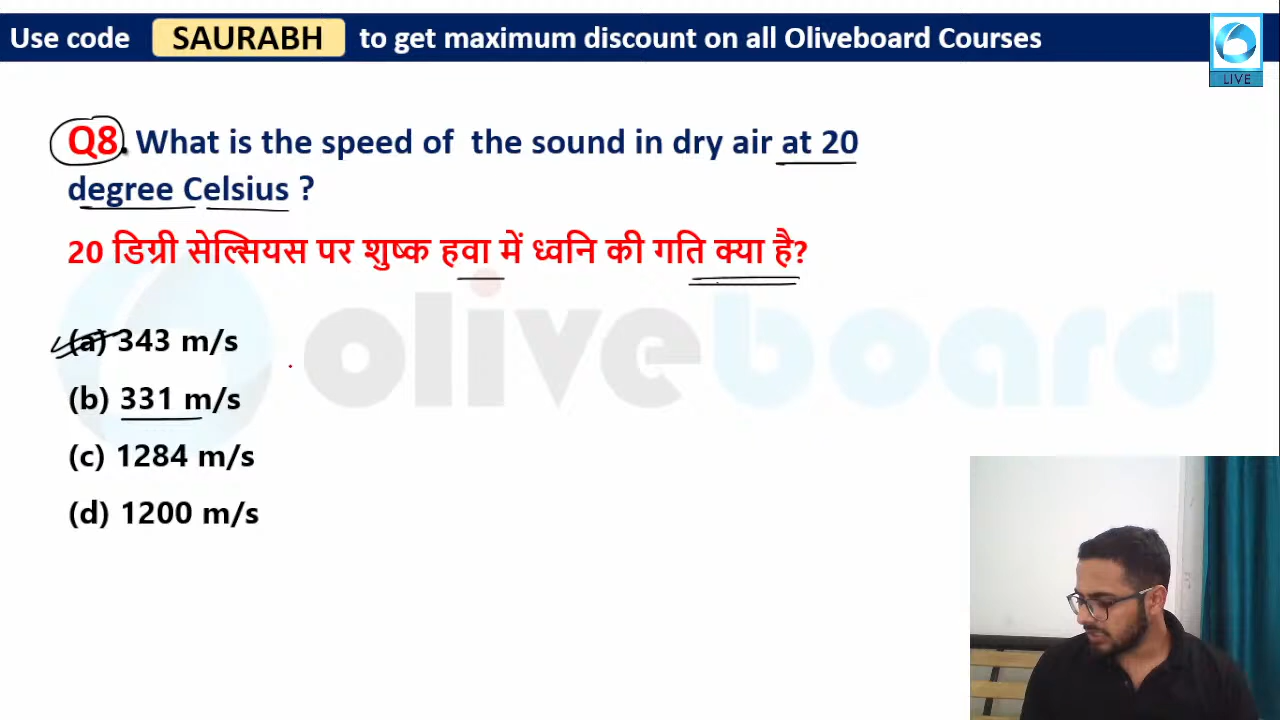 Use code SAURABH to get maximum discount on all Oliveboard Courses
LIVE
Q8. What is the speed of the sound in dry air at 20
degree Celsius ?
20 डिग्री सेल्सियस पर शुष्क हवा में ध्वनि की गति क्या है?
oliveboard
(a) 343 m/s
(b) 331 m/s
(c) 1284 m/s
(d) 1200 m/s